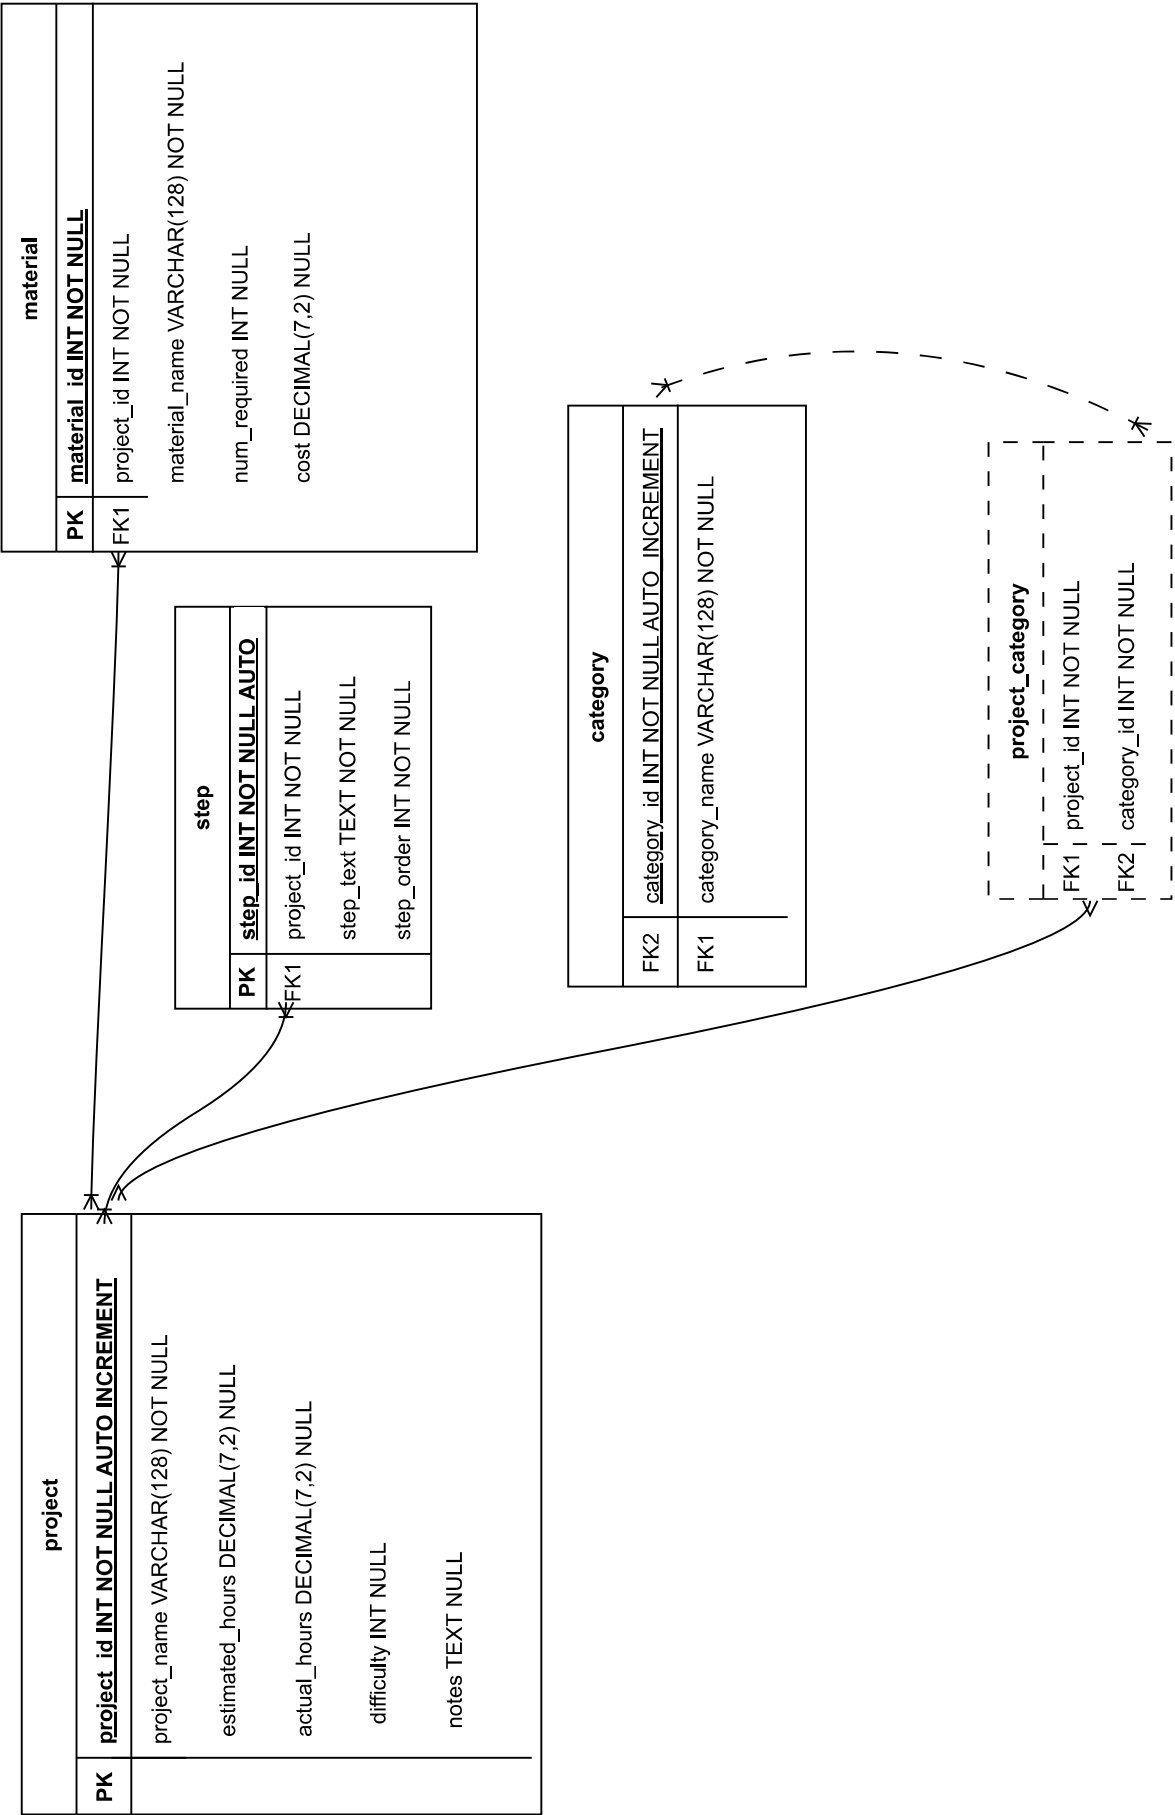 project
PK project_id INT NOT NULL AUTO INCREMENT
project_name VARCHAR(128) NOT NULL
estimated_hours DECIMAL(7,2) NULL
actual_hours DECIMAL(7,2) NULL
difficulty INT NULL
notes TEXT NULL
material
PK material_id INT NOT NULL
FK1 project_id INT NOT NULL
material_name VARCHAR(128) NOT NULL
num_required INT NULL
cost DECIMAL(7,2) NULL
step
PK step_id INT NOT NULL AUTO
FK1 project_id INT NOT NULL
step_text TEXT NOT NULL
step_order INT NOT NULL
category
FK2 category_id INT NOT NULL AUTO_INCREMENT
FK1 category_name VARCHAR(128) NOT NULL
project_category
FK1 project_id INT NOT NULL
FK2 category_id INT NOT NULL